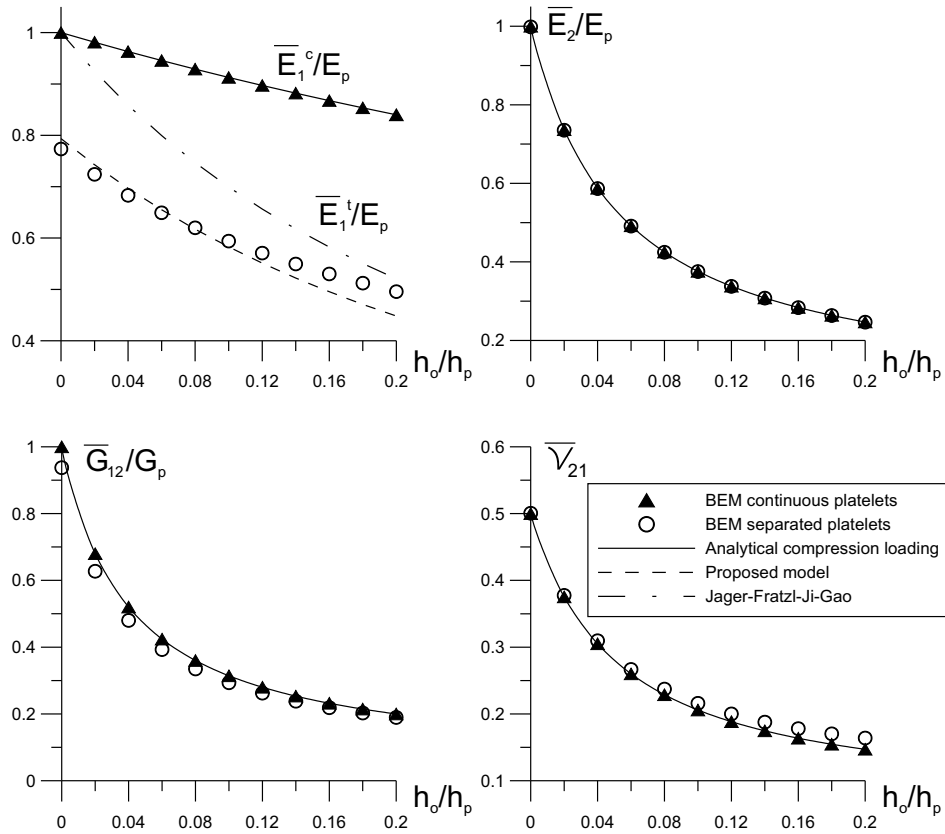 1
0.8
0.6
0.4
E̅₁ᶜ/Eₚ
E̅₁ᵗ/Eₚ
0 0.04 0.08 0.12 0.16 0.2
hₒ/hₚ
1
0.8
0.6
0.4
0.2
E̅₂/Eₚ
0 0.04 0.08 0.12 0.16 0.2
hₒ/hₚ
1
0.8
0.6
0.4
0.2
0
G̅₁₂/Gₚ
0 0.04 0.08 0.12 0.16 0.2
hₒ/hₚ
0.6
0.5
0.4
0.3
0.2
0.1
ν̅₂₁
BEM continuous platelets
BEM separated platelets
Analytical compression loading
Proposed model
Jager-Fratzl-Ji-Gao
0 0.04 0.08 0.12 0.16 0.2
hₒ/hₚ